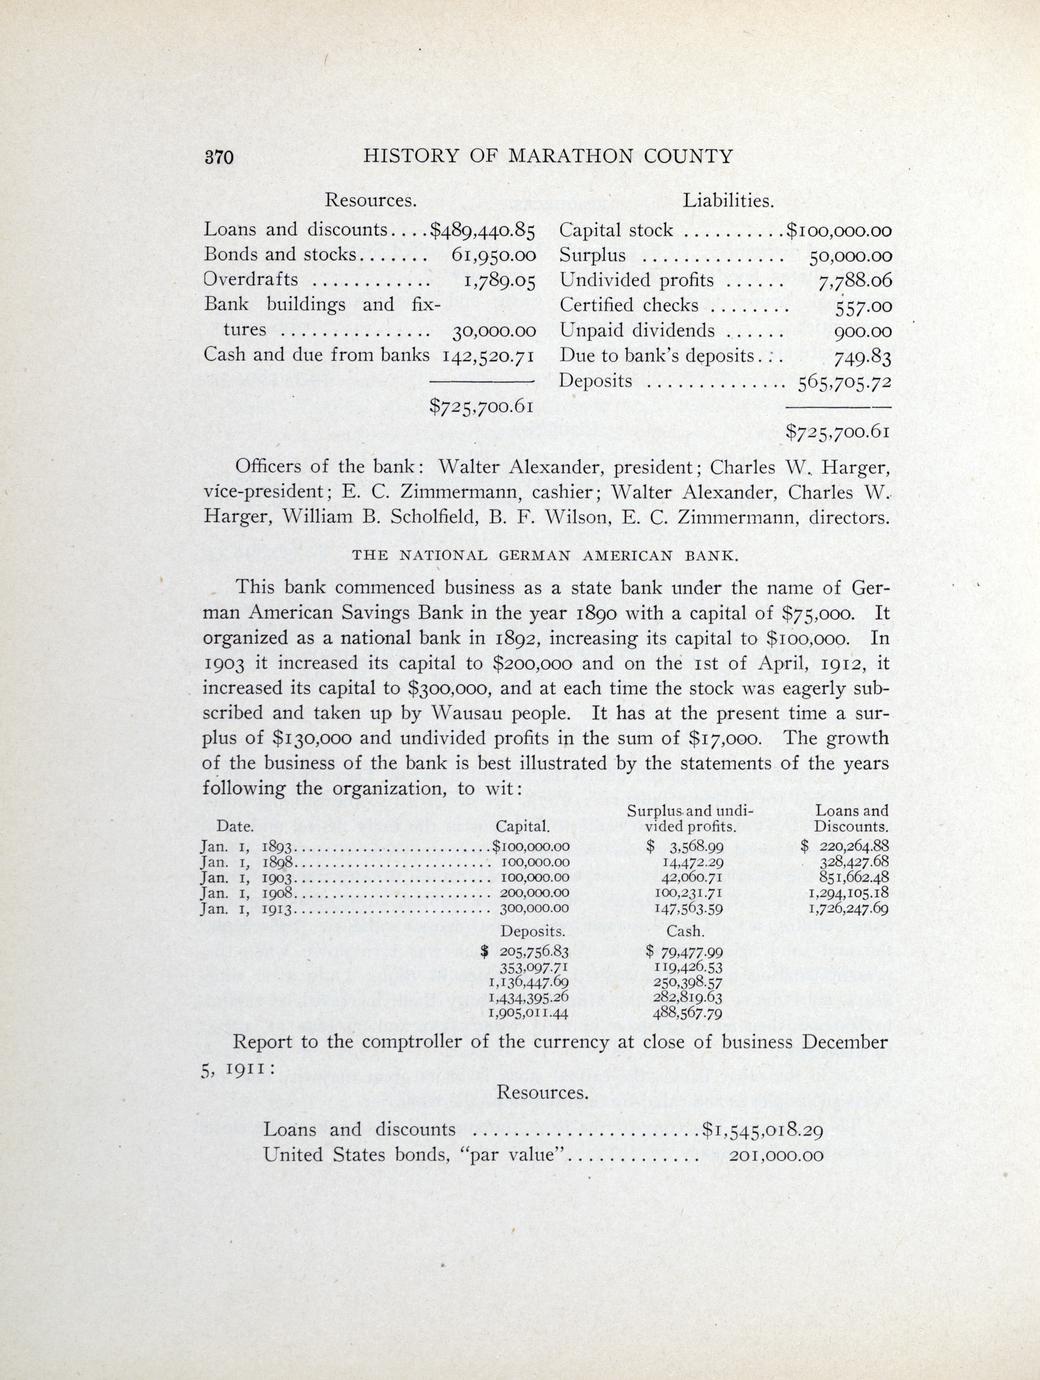 370 HISTORY OF MARATHON COUNTY
Resources.
Loans and discounts....$489,440.85
Bonds and stocks....... 61,950.00
Overdrafts ............ 1,789.05
Bank buildings and fix-
tures ............... 30,000.00
Cash and due from banks 142,520.71
$725,700.61
Liabilities.
Capital stock ..........$100,000.00
Surplus .............. 50,000.00
Undivided profits ...... 7,788.06
Certified checks ........ 557.00
Unpaid dividends ...... 900.00
Due to bank's deposits... 749.83
Deposits .............. 565,705.72
$725,700.61
Officers of the bank: Walter Alexander, president; Charles W. Harger,
vice-president; E. C. Zimmermann, cashier; Walter Alexander, Charles W.
Harger, William B. Scholfield, B. F. Wilson, E. C. Zimmermann, directors.
THE NATIONAL GERMAN AMERICAN BANK.
This bank commenced business as a state bank under the name of Ger-
man American Savings Bank in the year 1890 with a capital of $75,000. It
organized as a national bank in 1892, increasing its capital to $100,000. In
1903 it increased its capital to $200,000 and on the 1st of April, 1912, it
increased its capital to $300,000, and at each time the stock was eagerly sub-
scribed and taken up by Wausau people. It has at the present time a sur-
plus of $130,000 and undivided profits in the sum of $17,000. The growth
of the business of the bank is best illustrated by the statements of the years
following the organization, to wit:
Surplus and undi- Loans and
Date. Capital. vided profits. Discounts.
Jan. 1, 1893..........................$100,000.00 $ 3,568.99 $ 220,264.88
Jan. 1, 1898.......................... 100,000.00 14,472.29 328,427.68
Jan. 1, 1903.......................... 100,000.00 42,060.71 851,662.48
Jan. 1, 1908.......................... 200,000.00 100,231.71 1,294,105.18
Jan. 1, 1913.......................... 300,000.00 147,563.59 1,726,247.69
Deposits. Cash.
$ 205,756.83 $ 79,477.99
353,097.71 119,426.53
1,136,447.69 250,398.57
1,434,395.26 282,819.63
1,905,011.44 488,567.79
Report to the comptroller of the currency at close of business December
5, 1911:
Resources.
Loans and discounts ......................$1,545,018.29
United States bonds, "par value"............. 201,000.00